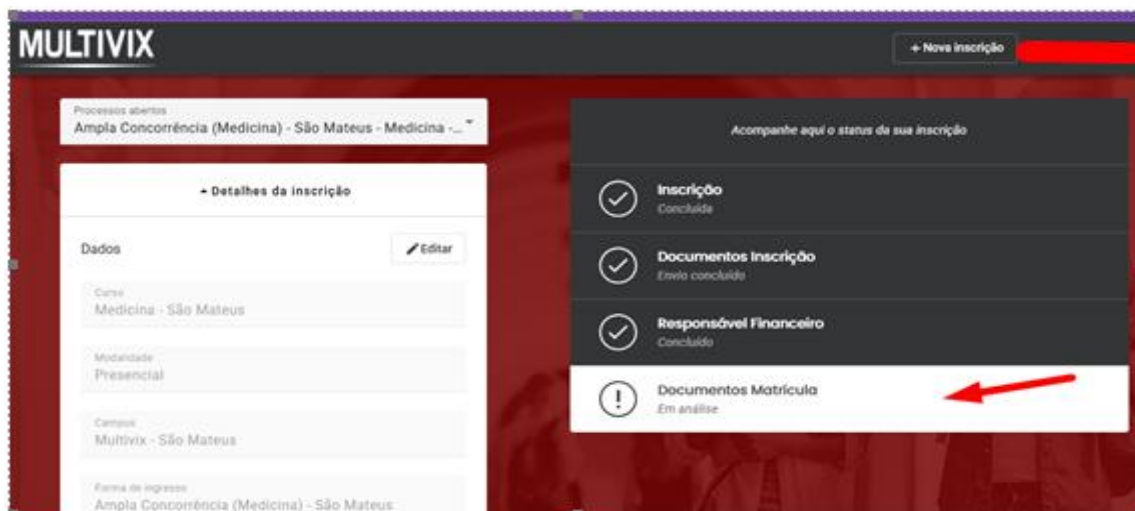 MULTIVIX
+ Nova inscrição
Processos abertos
Ampla Concorrência (Medicina) - São Mateus - Medicina -...
Detalhes da inscrição
Dados
Editar
Curso
Medicina - São Mateus
Modalidade
Presencial
Campus
Multivix - São Mateus
Forma de ingresso
Ampla Concorrência (Medicina) - São Mateus
Acompanhe aqui o status da sua inscrição
Inscrição
Concluída
Documentos Inscrição
Envio concluído
Responsável Financeiro
Concluído
Documentos Matrícula
Em análise